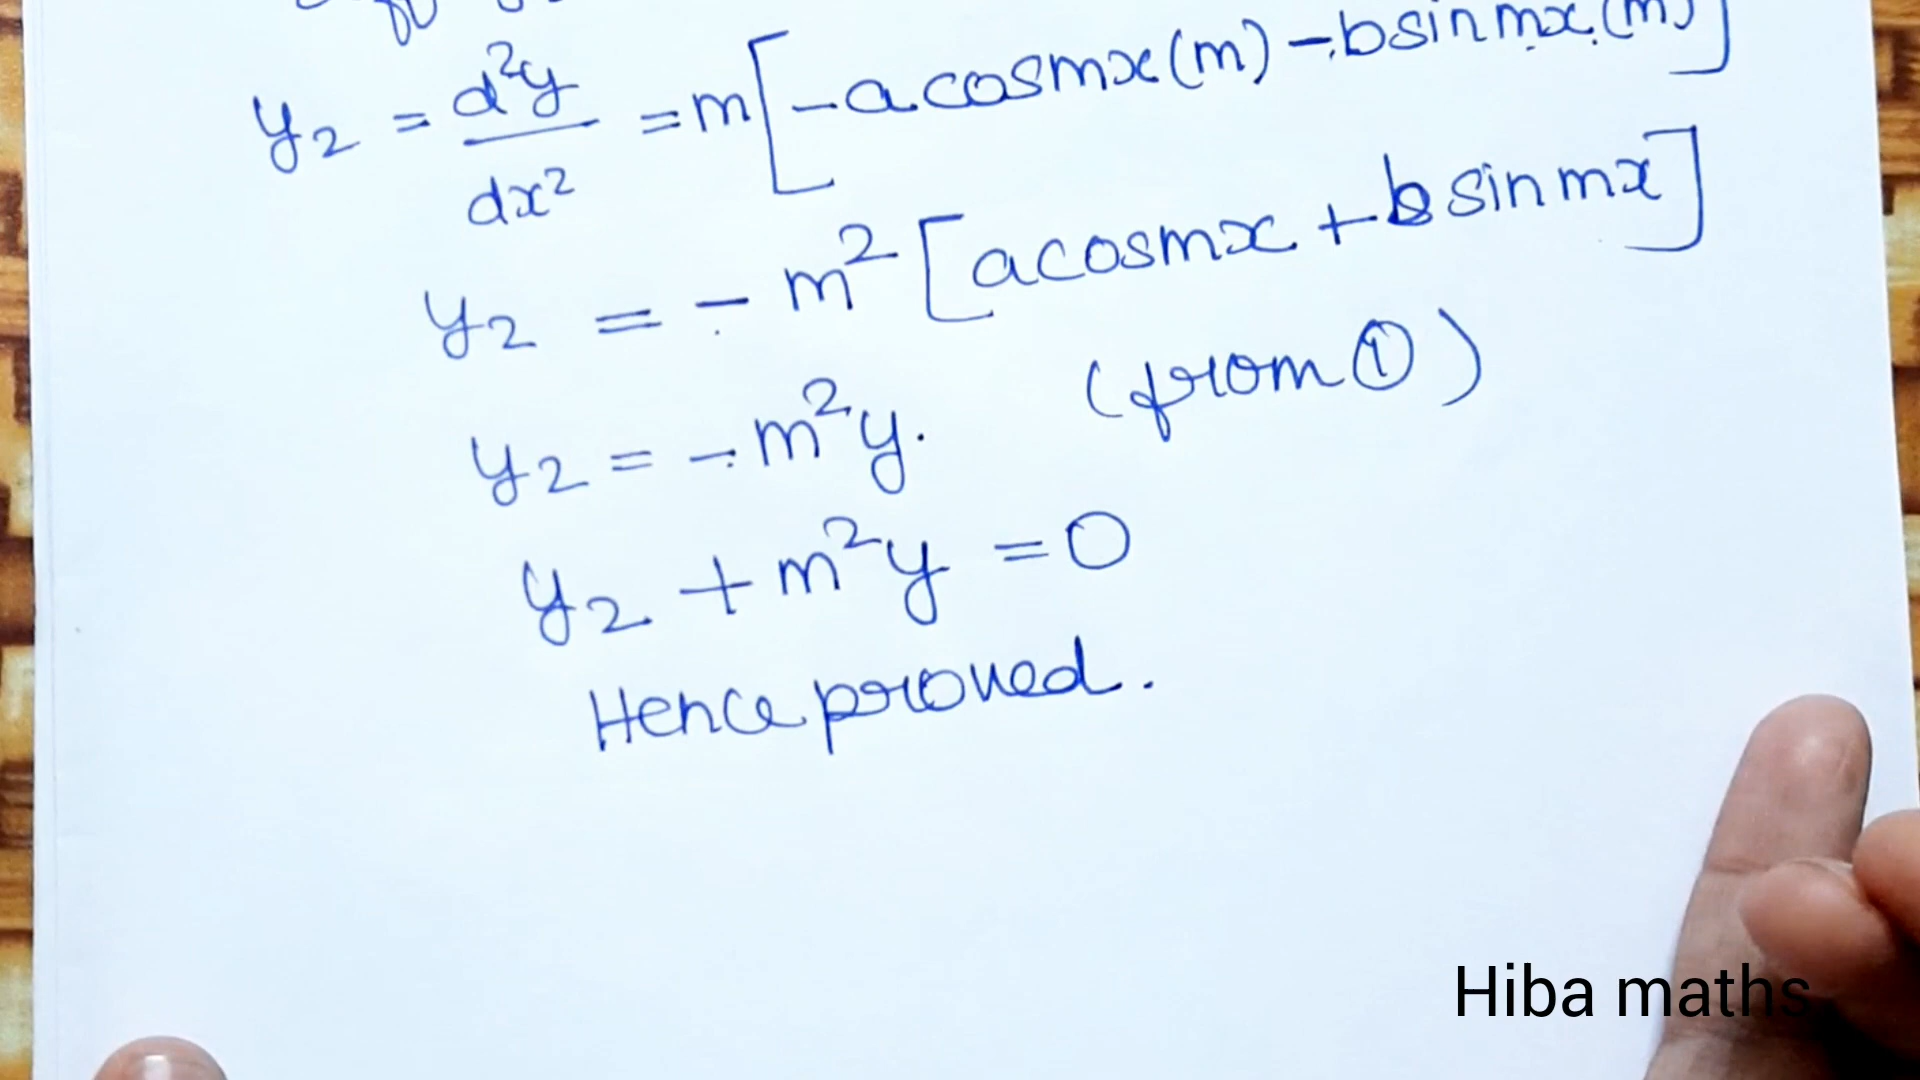 y₂ = d²y/dx² = m[-acosmx(m) - bsinmx.(m)]
y₂ = - m² [acosmx + bsinmx]
y₂ = - m²y. (from ①)
y₂ + m²y = 0
Hence proved.
Hiba maths